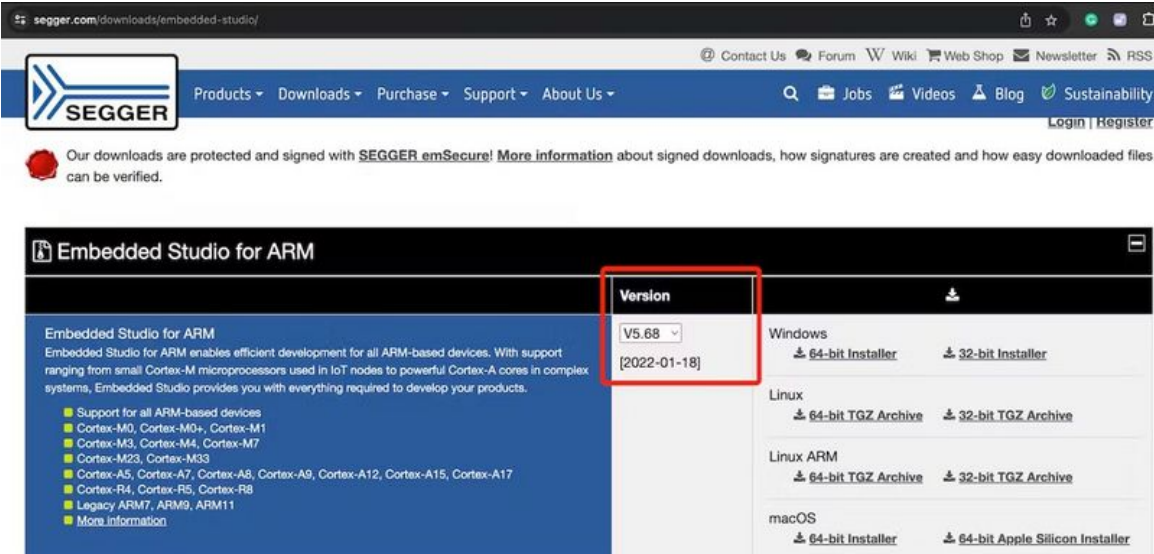 segger.com/downloads/embedded-studio/
Contact Us Forum Wiki Web Shop Newsletter RSS
SEGGER
Products Downloads Purchase Support About Us Jobs Videos Blog Sustainability
Login | Register
Our downloads are protected and signed with SEGGER emSecure! More information about signed downloads, how signatures are created and how easy downloaded files
can be verified.
Embedded Studio for ARM
Version
Embedded Studio for ARM
Embedded Studio for ARM enables efficient development for all ARM-based devices. With support
ranging from small Cortex-M microprocessors used in IoT nodes to powerful Cortex-A cores in complex
systems, Embedded Studio provides you with everything required to develop your products.
Support for all ARM-based devices
Cortex-M0, Cortex-M0+, Cortex-M1
Cortex-M3, Cortex-M4, Cortex-M7
Cortex-M23, Cortex-M33
Cortex-A5, Cortex-A7, Cortex-A8, Cortex-A9, Cortex-A12, Cortex-A15, Cortex-A17
Cortex-R4, Cortex-R5, Cortex-R8
Legacy ARM7, ARM9, ARM11
More information
V5.68
[2022-01-18]
Windows
64-bit Installer 32-bit Installer
Linux
64-bit TGZ Archive 32-bit TGZ Archive
Linux ARM
64-bit TGZ Archive 32-bit TGZ Archive
macOS
64-bit Installer 64-bit Apple Silicon Installer